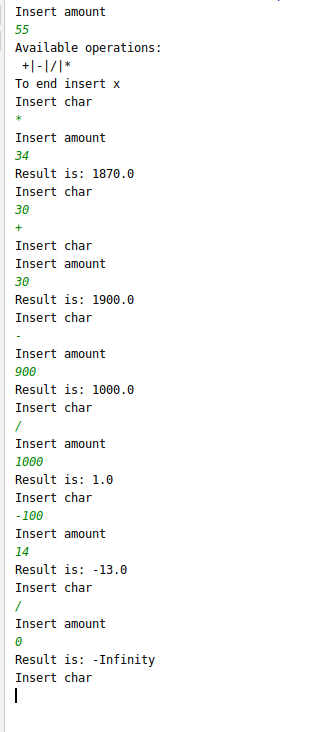 Insert amount
55
Available operations:
+|-|/|*
To end insert x
Insert char
*
Insert amount
34
Result is: 1870.0
Insert char
30
+
Insert char
Insert amount
30
Result is: 1900.0
Insert char
-
Insert amount
900
Result is: 1000.0
Insert char
/
Insert amount
1000
Result is: 1.0
Insert char
-100
Insert amount
14
Result is: -13.0
Insert char
/
Insert amount
0
Result is: -Infinity
Insert char